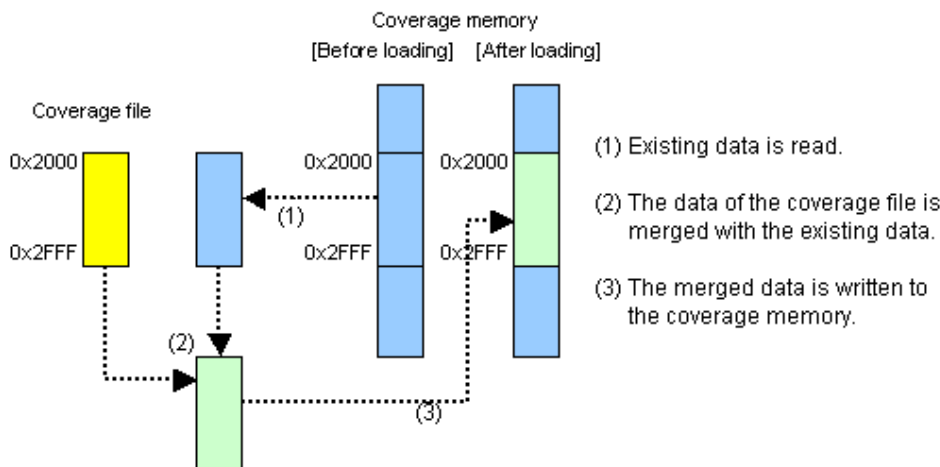 Coverage memory
[Before loading] [After loading]
Coverage file
0x2000
0x2000
0x2000
0x2FFF
0x2FFF
0x2FFF
(1)
(2)
(3)
(1) Existing data is read.
(2) The data of the coverage file is
merged with the existing data.
(3) The merged data is written to
the coverage memory.